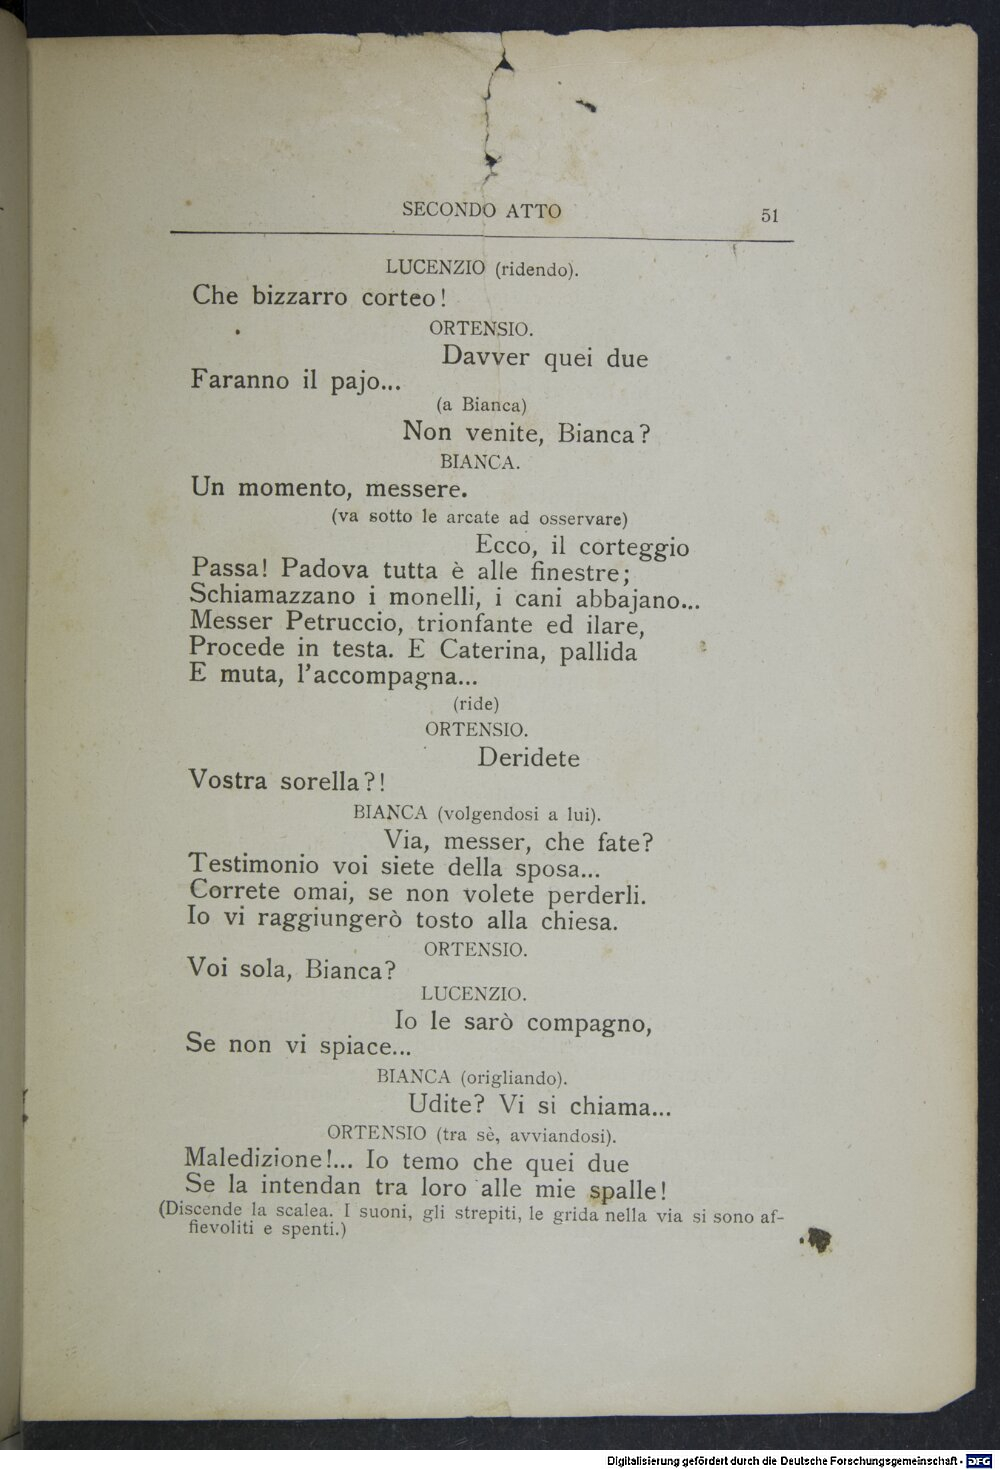 SECONDO ATTO 51
LUCENZIO (ridendo).
Che bizzarro corteo!
ORTENSIO.
Davver quei due
Faranno il pajo...
(a Bianca)
Non venite, Bianca?
BIANCA.
Un momento, messere.
(va sotto le arcate ad osservare)
Ecco, il corteggio
Passa! Padova tutta è alle finestre;
Schiamazzano i monelli, i cani abbajano...
Messer Petruccio, trionfante ed ilare,
Procede in testa. E Caterina, pallida
E muta, l'accompagna...
(ride)
ORTENSIO.
Deridete
Vostra sorella?!
BIANCA (volgendosi a lui).
Via, messer, che fate?
Testimonio voi siete della sposa...
Correte omai, se non volete perderli.
Io vi raggiungerò tosto alla chiesa.
ORTENSIO.
Voi sola, Bianca?
LUCENZIO.
Io le sarò compagno,
Se non vi spiace...
BIANCA (origliando).
Udite? Vi si chiama...
ORTENSIO (tra sè, avviandosi).
Maledizione!... Io temo che quei due
Se la intendan tra loro alle mie spalle!
(Discende la scalea. I suoni, gli strepiti, le grida nella via si sono af-
fievoliti e spenti.)
Digitalisierung gefördert durch die Deutsche Forschungsgemeinschaft - DFG